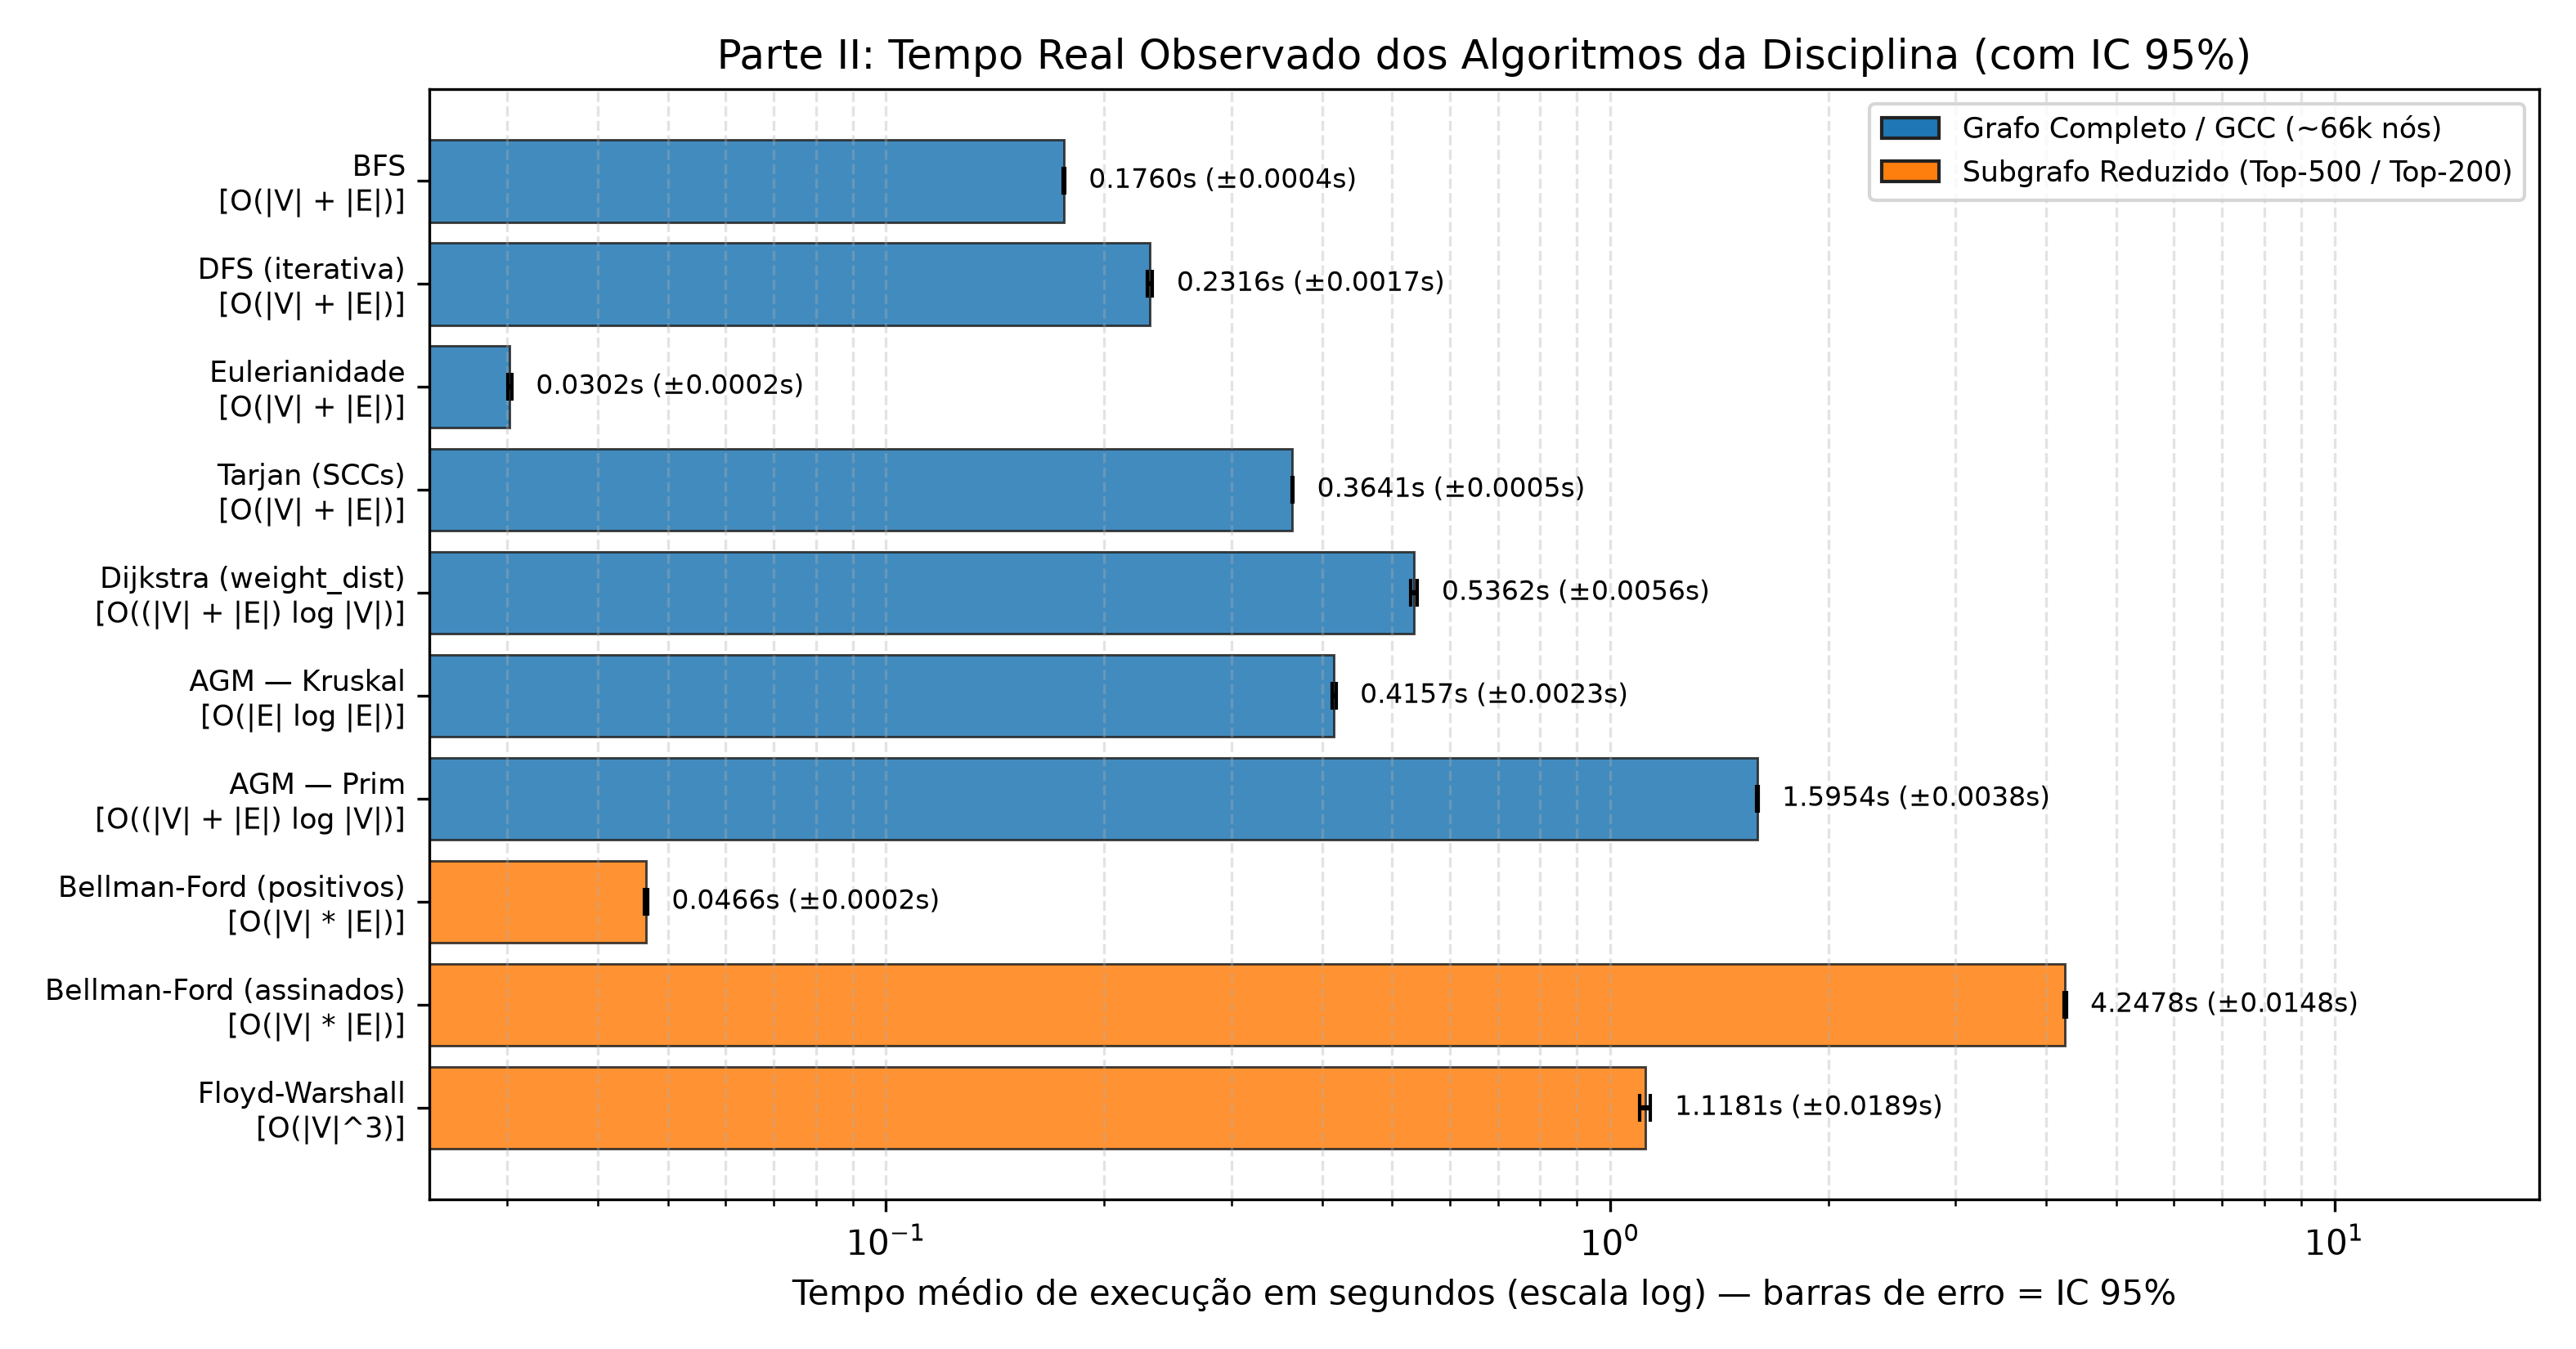 Parte II: Tempo Real Observado dos Algoritmos da Disciplina (com IC 95%)
Grafo Completo / GCC (~66k nós)
Subgrafo Reduzido (Top-500 / Top-200)
BFS
[O(|V| + |E|)]
0.1760s (±0.0004s)
DFS (iterativa)
[O(|V| + |E|)]
0.2316s (±0.0017s)
Eulerianidade
[O(|V| + |E|)]
0.0302s (±0.0002s)
Tarjan (SCCs)
[O(|V| + |E|)]
0.3641s (±0.0005s)
Dijkstra (weight_dist)
[O((|V| + |E|) log |V|)]
0.5362s (±0.0056s)
AGM — Kruskal
[O(|E| log |E|)]
0.4157s (±0.0023s)
AGM — Prim
[O((|V| + |E|) log |V|)]
1.5954s (±0.0038s)
Bellman-Ford (positivos)
[O(|V| * |E|)]
0.0466s (±0.0002s)
Bellman-Ford (assinados)
[O(|V| * |E|)]
4.2478s (±0.0148s)
Floyd-Warshall
[O(|V|^3)]
1.1181s (±0.0189s)
10⁻¹ 10⁰ 10¹
Tempo médio de execução em segundos (escala log) — barras de erro = IC 95%